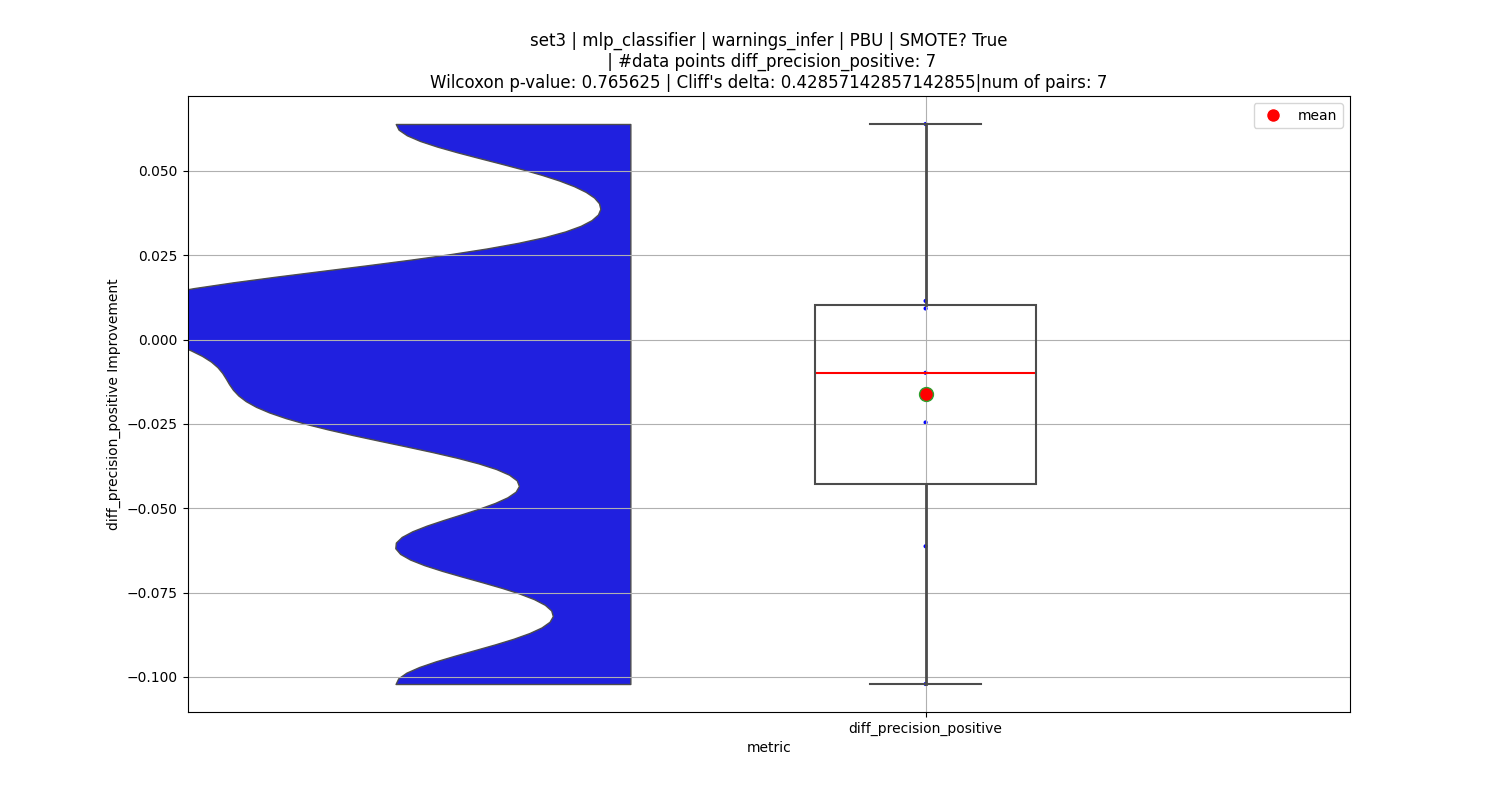 set3 | mlp_classifier | warnings_infer | PBU | SMOTE? True
| #data points diff_precision_positive: 7
Wilcoxon p-value: 0.765625 | Cliff's delta: 0.42857142857142855|num of pairs: 7
mean
0.050
0.025
0.000
−0.025
−0.050
−0.075
−0.100
diff_precision_positive Improvement
diff_precision_positive
metric